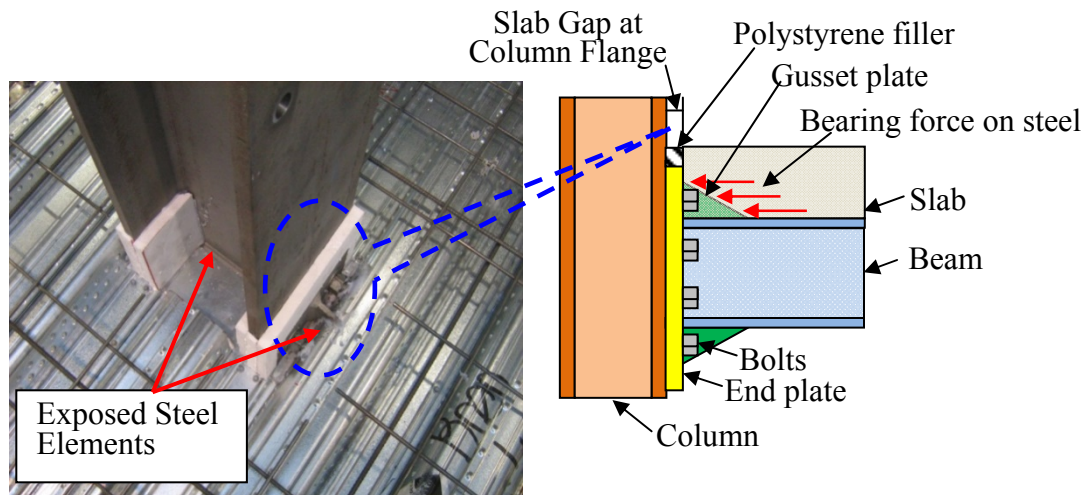 Slab Gap at
Column Flange
Polystyrene filler
Gusset plate
Bearing force on steel
Slab
Beam
Bolts
End plate
Column
Exposed Steel
Elements